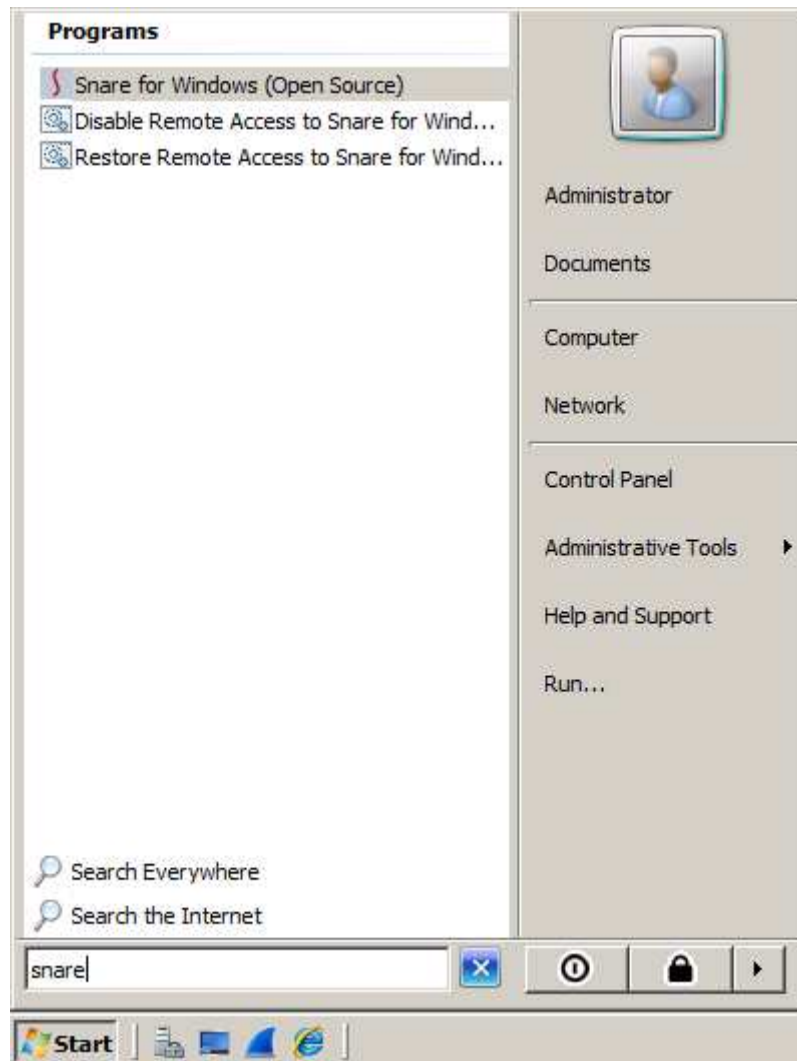 Programs
Snare for Windows (Open Source)
Disable Remote Access to Snare for Wind...
Restore Remote Access to Snare for Wind...
Search Everywhere
Search the Internet
snare
Administrator
Documents
Computer
Network
Control Panel
Administrative Tools
Help and Support
Run...
Start